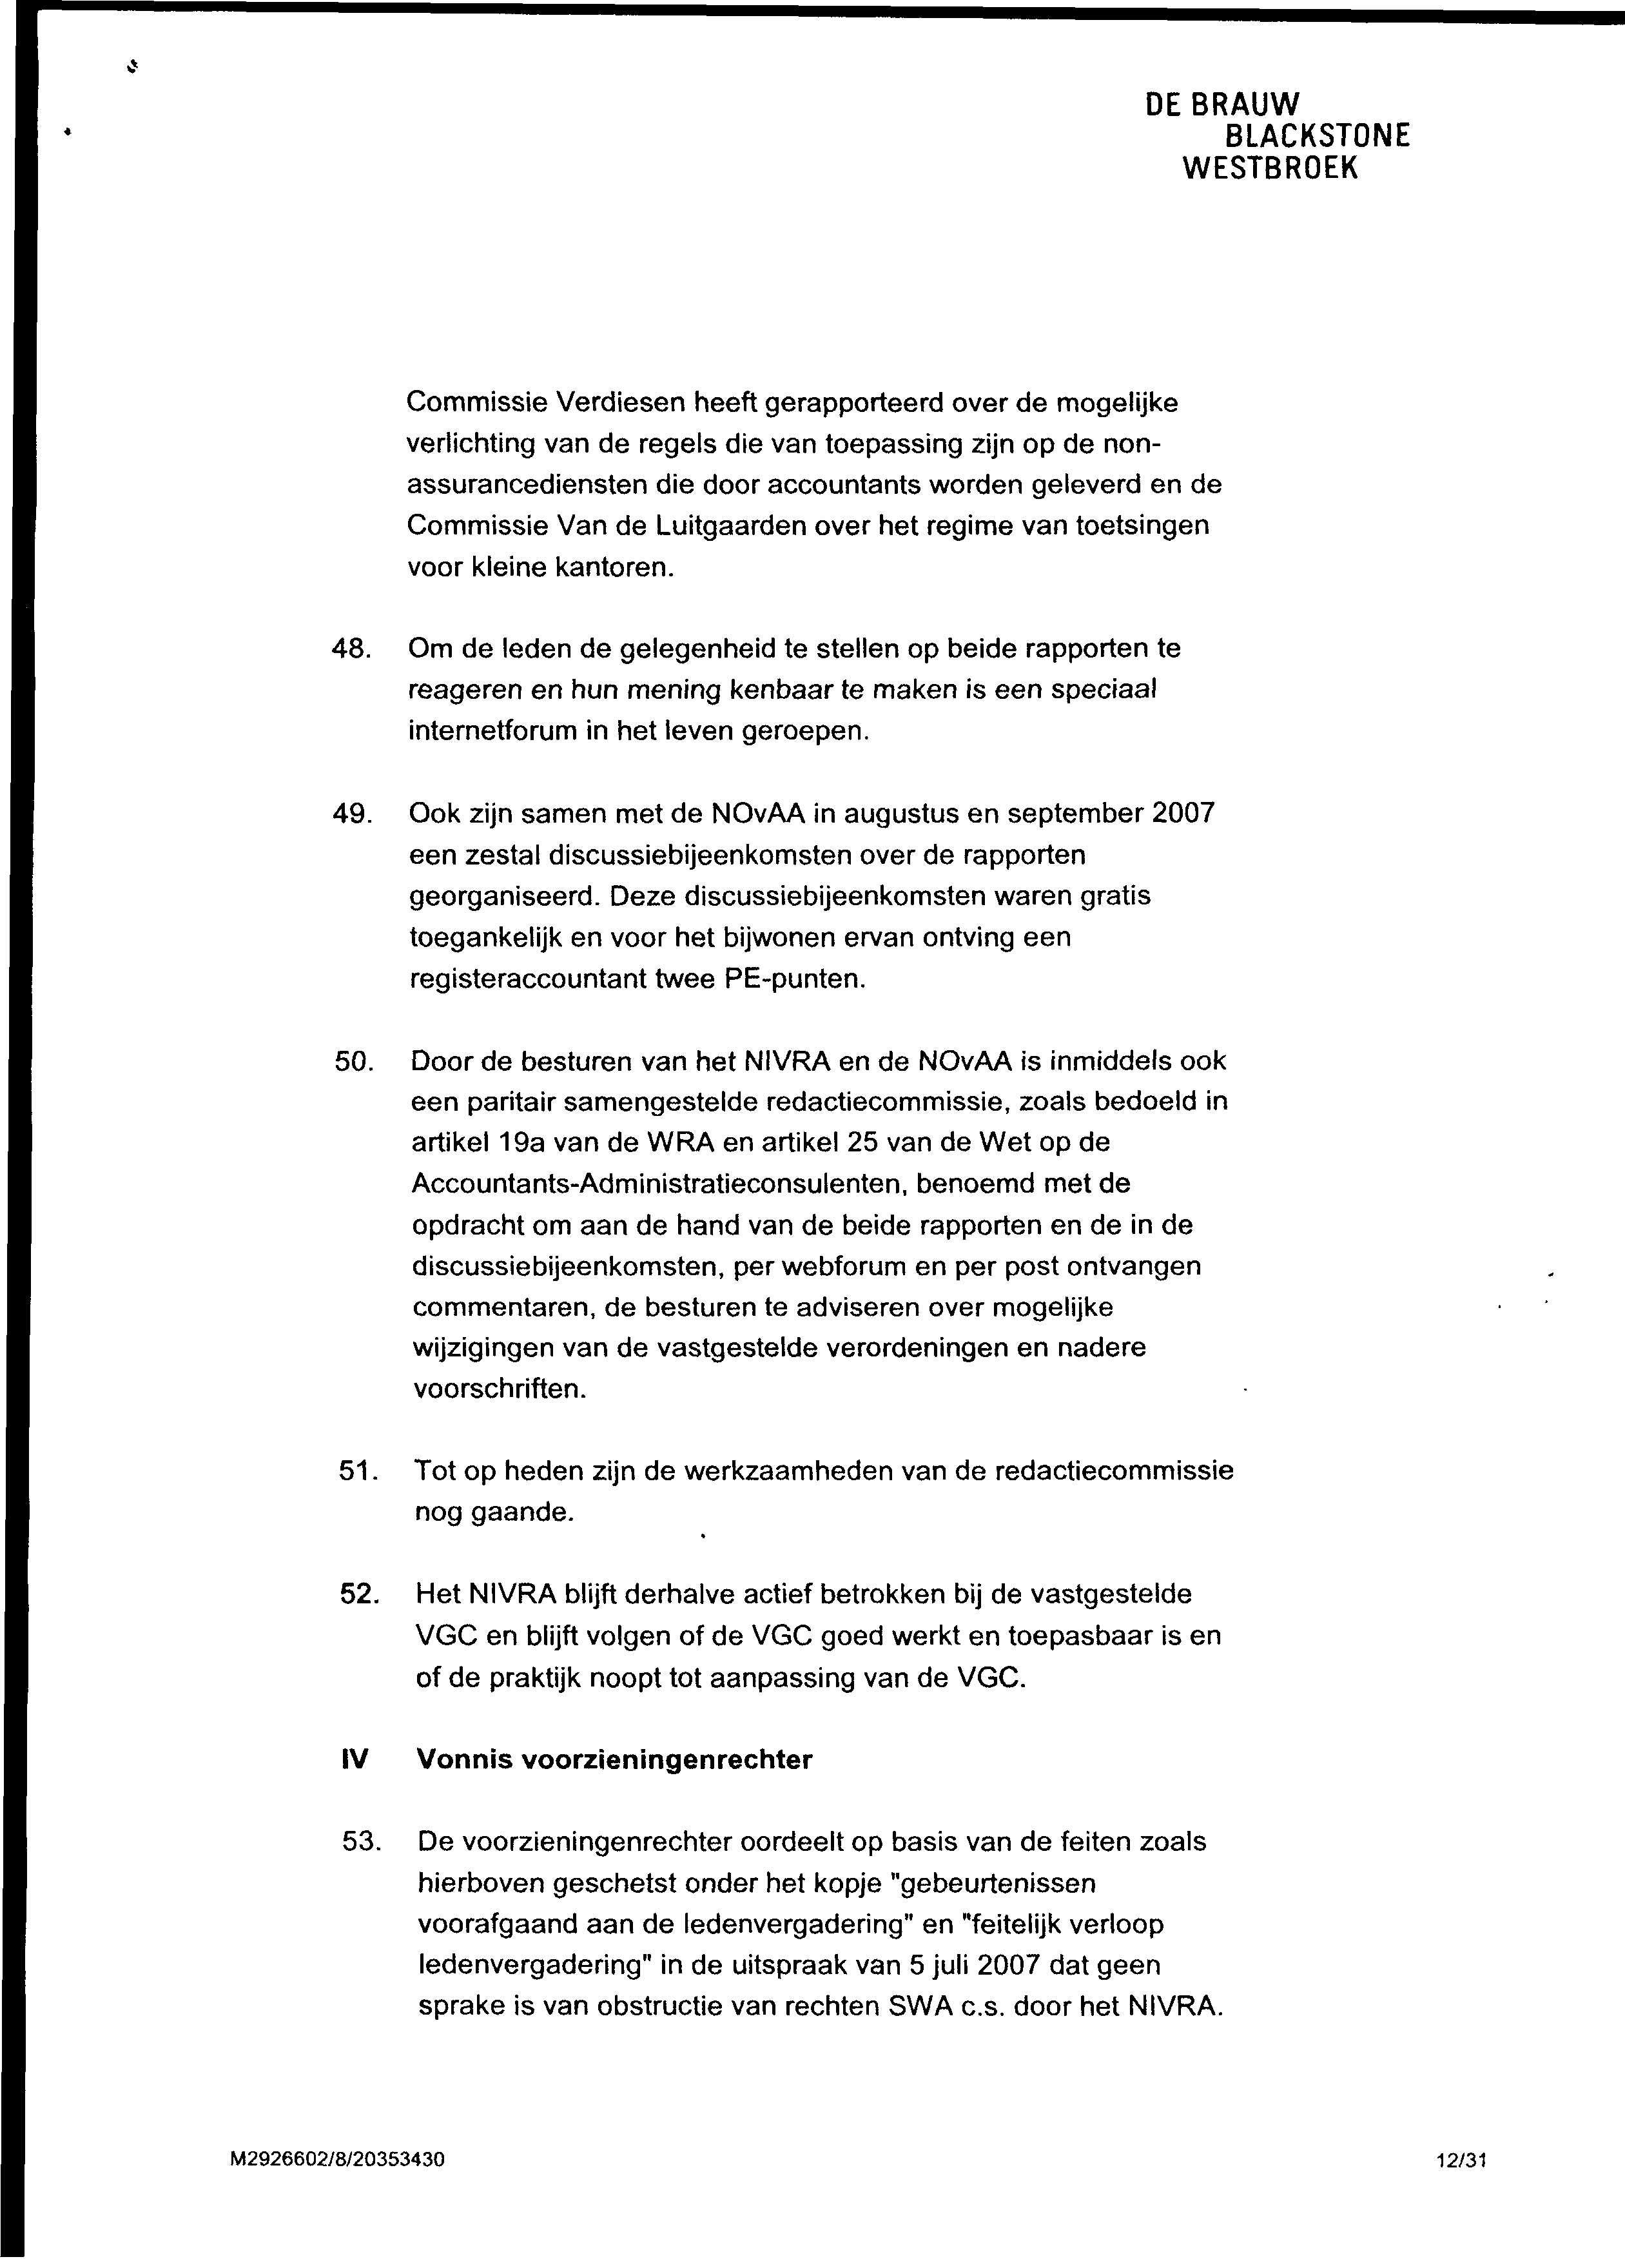 DE BRAUW
BLACKSTONE
WESTBROEK
Commissie Verdiesen heeft gerapporteerd over de mogelijke
verlichting van de regels die van toepassing zijn op de non-
assurancediensten die door accountants worden geleverd en de
Commissie Van de Luitgaarden over het regime van toetsingen
voor kleine kantoren.
48. Om de leden de gelegenheid te stellen op beide rapporten te
reageren en hun mening kenbaar te maken is een speciaal
internetforum in het leven geroepen.
49. Ook zijn samen met de NOvAA in augustus en september 2007
een zestal discussiebijeenkomsten over de rapporten
georganiseerd. Deze discussiebijeenkomsten waren gratis
toegankelijk en voor het bijwonen ervan ontving een
registeraccountant twee PE-punten.
50. Door de besturen van het NIVRA en de NOvAA is inmiddels ook
een paritair samengestelde redactiecommissie, zoals bedoeld in
artikel 19a van de WRA en artikel 25 van de Wet op de
Accountants-Administratieconsulenten, benoemd met de
opdracht om aan de hand van de beide rapporten en de in de
discussiebijeenkomsten, per webforum en per post ontvangen
commentaren, de besturen te adviseren over mogelijke
wijzigingen van de vastgestelde verordeningen en nadere
voorschriften.
51. Tot op heden zijn de werkzaamheden van de redactiecommissie
nog gaande.
52. Het NIVRA blijft derhalve actief betrokken bij de vastgestelde
VGC en blijft volgen of de VGC goed werkt en toepasbaar is en
of de praktijk noopt tot aanpassing van de VGC.
IV Vonnis voorzieningenrechter
53. De voorzieningenrechter oordeelt op basis van de feiten zoals
hierboven geschetst onder het kopje "gebeurtenissen
voorafgaand aan de ledenvergadering" en "feitelijk verloop
ledenvergadering" in de uitspraak van 5 juli 2007 dat geen
sprake is van obstructie van rechten SWA c.s. door het NIVRA.
M2926602/8/20353430 12/31